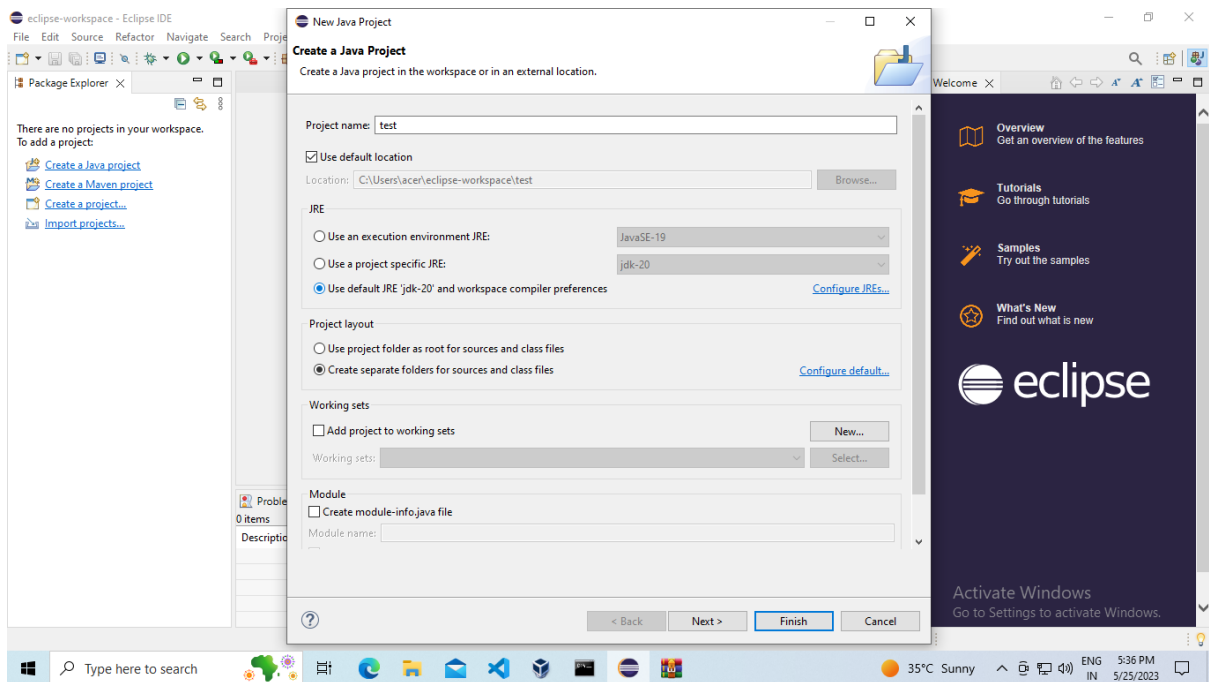 eclipse-workspace - Eclipse IDE
File Edit Source Refactor Navigate Search Proje
Package Explorer
There are no projects in your workspace.
To add a project:
Create a Java project
Create a Maven project
Create a project...
Import projects...
Proble
0 items
Descriptio
New Java Project
Create a Java Project
Create a Java project in the workspace or in an external location.
Project name: test
Use default location
Location: C:\Users\acer\eclipse-workspace\test Browse...
JRE
Use an execution environment JRE: JavaSE-19
Use a project specific JRE: jdk-20
Use default JRE 'jdk-20' and workspace compiler preferences Configure JREs...
Project layout
Use project folder as root for sources and class files
Create separate folders for sources and class files Configure default...
Working sets
Add project to working sets New...
Working sets: Select...
Module
Create module-info.java file
Module name:
< Back Next > Finish Cancel
Welcome
Overview
Get an overview of the features
Tutorials
Go through tutorials
Samples
Try out the samples
What's New
Find out what is new
eclipse
Activate Windows
Go to Settings to activate Windows.
Type here to search
35°C Sunny
ENG
IN
5:36 PM
5/25/2023